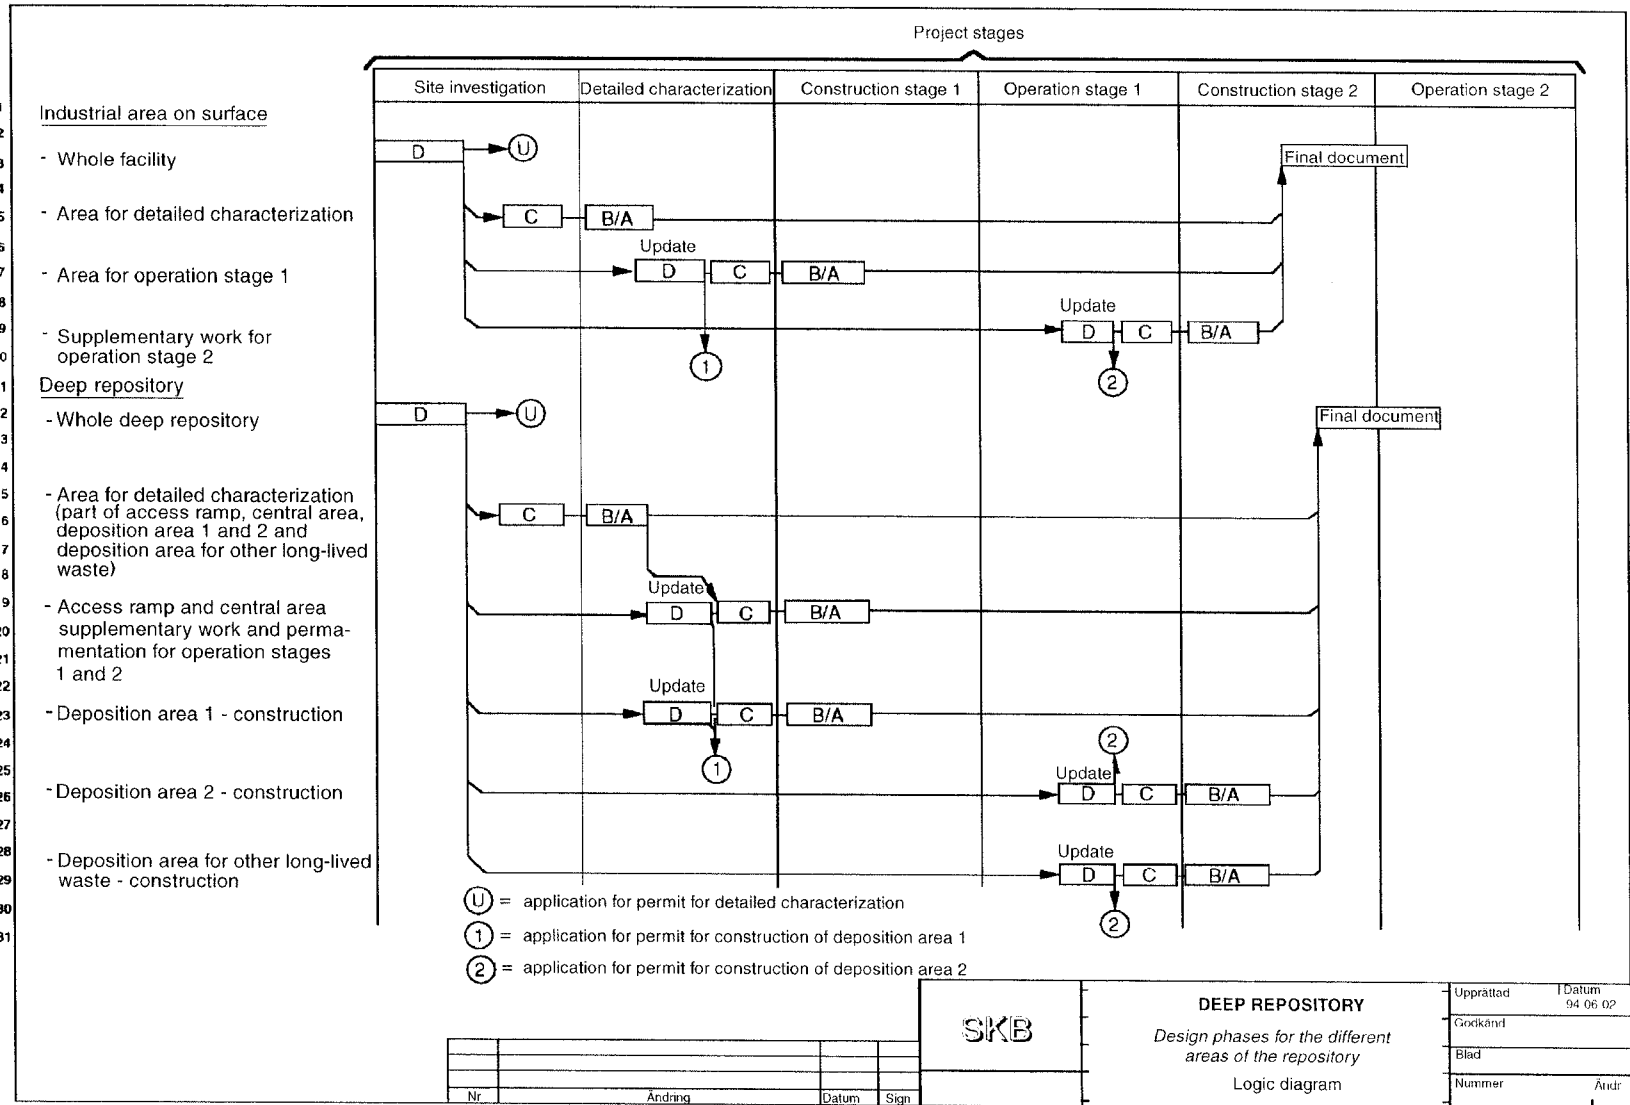 Project stages
Site investigation
Detailed characterization
Construction stage 1
Operation stage 1
Construction stage 2
Operation stage 2
Industrial area on surface
- Whole facility
D
U
Final document
- Area for detailed characterization
C
B/A
Update
- Area for operation stage 1
D
C
B/A
Update
- Supplementary work for
operation stage 2
D
C
B/A
1
2
Deep repository
- Whole deep repository
D
U
Final document
- Area for detailed characterization
(part of access ramp, central area,
deposition area 1 and 2 and
deposition area for other long-lived
waste)
C
B/A
Update
- Access ramp and central area
supplementary work and perma-
mentation for operation stages
1 and 2
D
C
B/A
Update
- Deposition area 1 - construction
D
C
B/A
1
2
Update
- Deposition area 2 - construction
D
C
B/A
Update
- Deposition area for other long-lived
waste - construction
D
C
B/A
2
U = application for permit for detailed characterization
1 = application for permit for construction of deposition area 1
2 = application for permit for construction of deposition area 2
SKB
DEEP REPOSITORY
Design phases for the different
areas of the repository
Logic diagram
Upprättad
Datum
94 06 02
Godkänd
Blad
Nummer
Ändr
Nr
Ändring
Datum
Sign